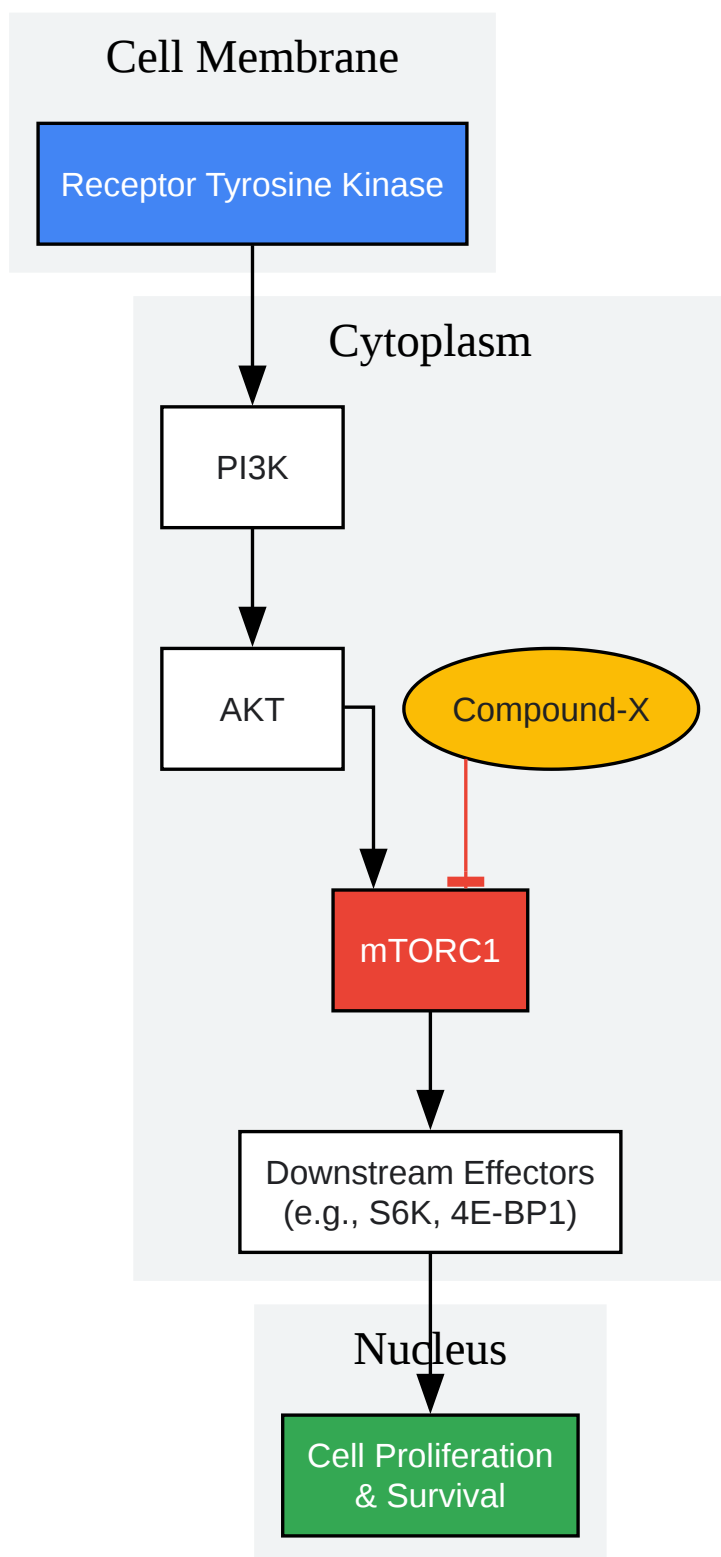 Cell Membrane
Receptor Tyrosine Kinase
Cytoplasm
PI3K
AKT
Compound-X
mTORC1
Downstream Effectors
(e.g., S6K, 4E-BP1)
Nucleus
Cell Proliferation
& Survival